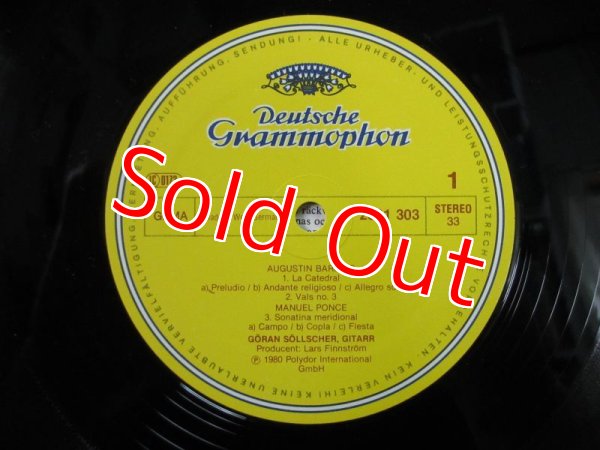 ALLE URHEBER- UND LEISTUNGSSCHUTZRECHTE VORBEHALTEN KEIN VERLEIH! KEINE UNERLAUBTE VERVIELFÄLTIGUNG, AUFFÜHRUNG, SENDUNG!
Deutsche
Grammophon
1
303
STEREO
33
Sold Out
AUGUSTIN
1. La Catedral
a) Preludio / b) Andante religioso / c) Allegro
2. Vals no. 3
MANUEL PONCE
3. Sonatina meridional
a) Campo / b) Copla / c) Fiesta
GÖRAN SÖLLSCHER, GITARR
Producent: Lars Finnström
Ⓟ 1980 Polydor International
GmbH